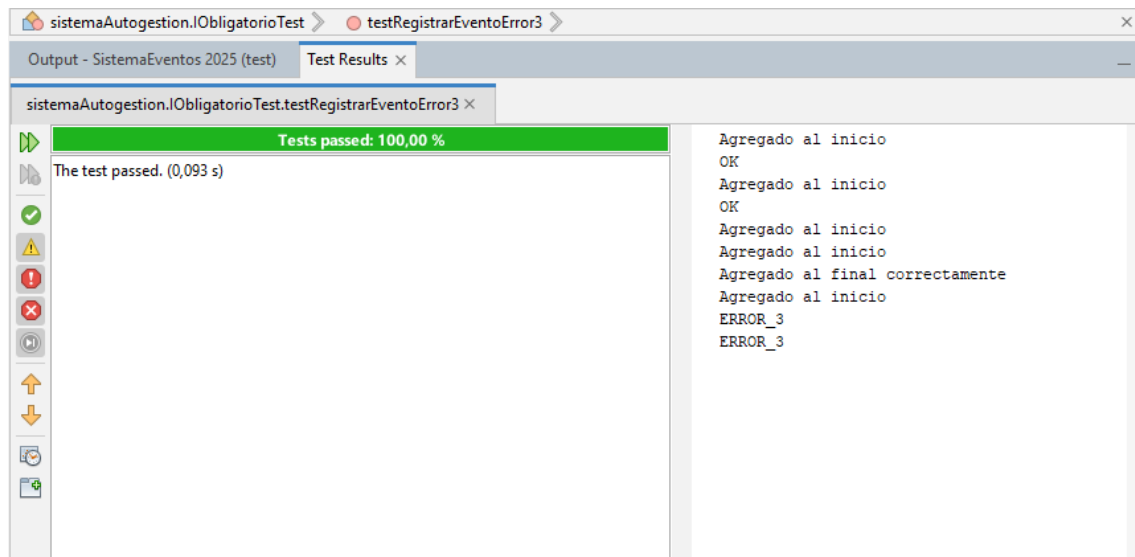 sistemaAutogestion.IObligatorioTest testRegistrarEventoError3
Output - SistemaEventos 2025 (test) Test Results
sistemaAutogestion.IObligatorioTest.testRegistrarEventoError3
Tests passed: 100,00 %
The test passed. (0,093 s)
Agregado al inicio
OK
Agregado al inicio
OK
Agregado al inicio
Agregado al inicio
Agregado al final correctamente
Agregado al inicio
ERROR_3
ERROR_3